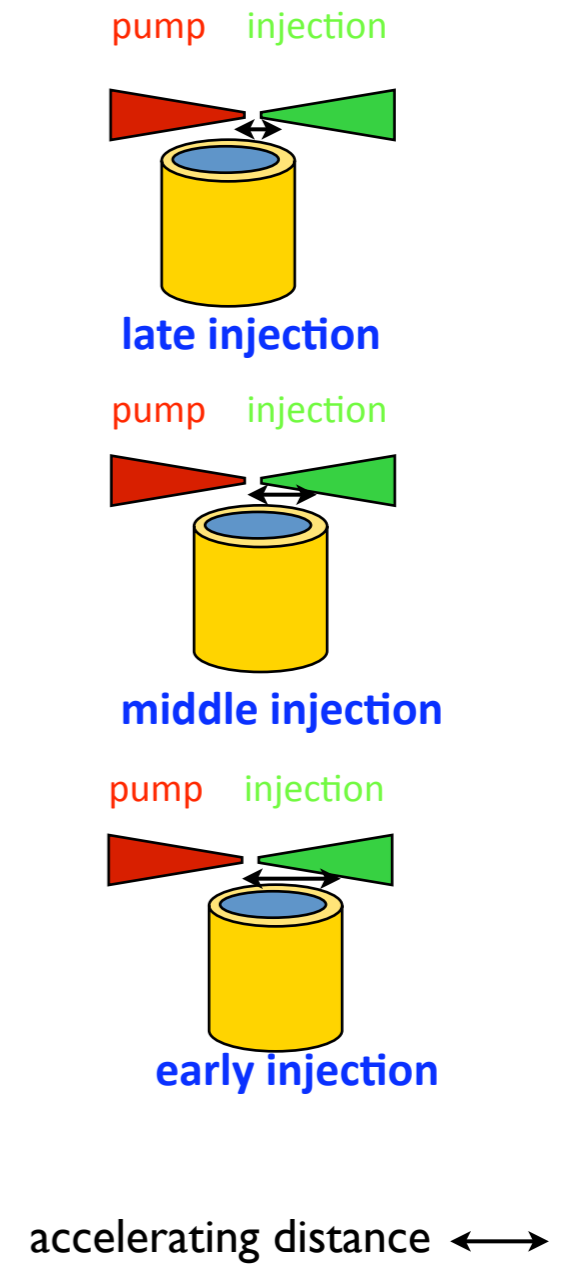 pump injection
late injection
pump injection
middle injection
pump injection
early injection
accelerating distance